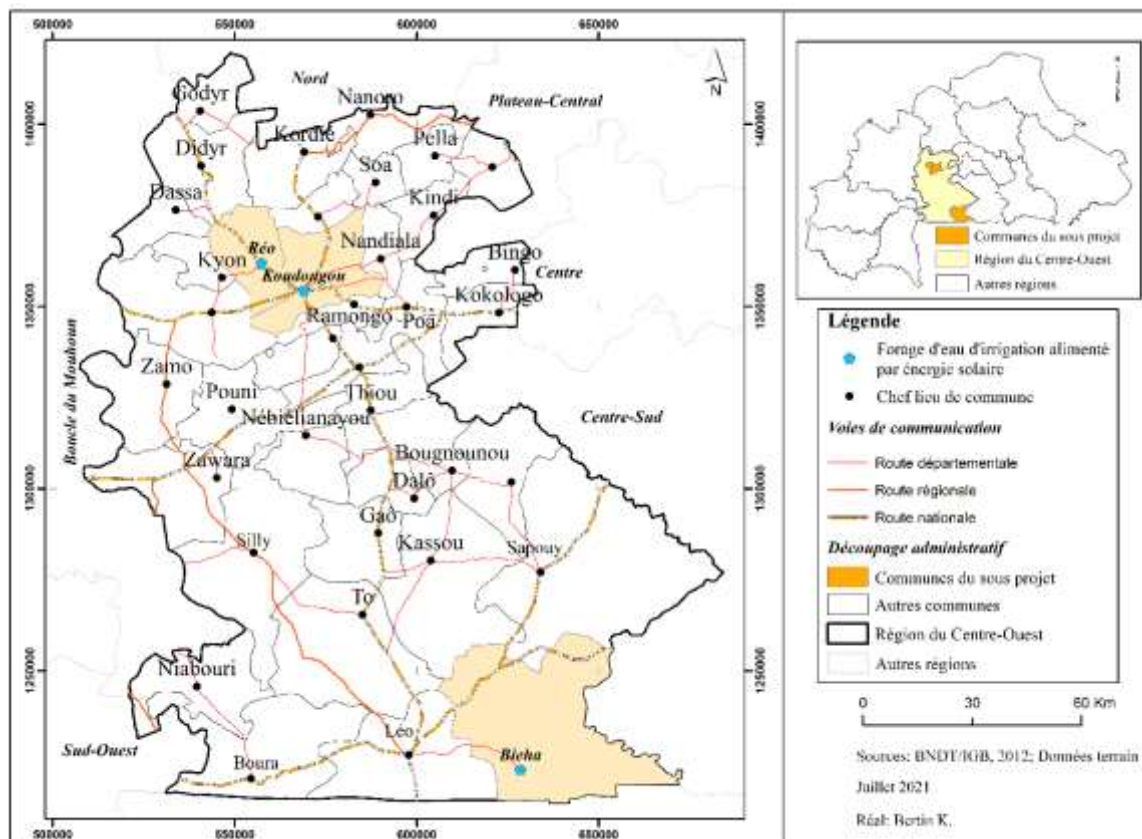 500000 550000 600000 650000
1400000
1350000
1300000
1250000
Nord
Plateau-Central
Centre
Centre-Sud
Boucle du Mouhoun
Sud-Ouest
N
Godyr
Nanoro
Kordié
Didyr
Pella
Soa
Dassa
Kindi
Réo
Nandiala
Kyon
Koudougou
Bingo
Kokologo
Ramongo
Poa
Zamo
Pouni
Thiou
Nébiélianayou
Zawara
Bougnounou
Dalô
Gao
Silly
Kassou
Sapouy
To
Niabouri
Léo
Boura
Bieha
1400000
1350000
1300000
1250000
500000 550000 600000 650000
Communes du sous projet
Région du Centre-Ouest
Autres régions
Légende
Forage d'eau d'irrigation alimenté
par énergie solaire
Chef lieu de commune
Voies de communication
Route départementale
Route régionale
Route nationale
Découpage administratif
Communes du sous projet
Autres communes
Région du Centre-Ouest
Autres régions
0 30 60 Km
Sources: BNDT/IGB, 2012; Données terrain
Juillet 2021
Réal: Bertin K.